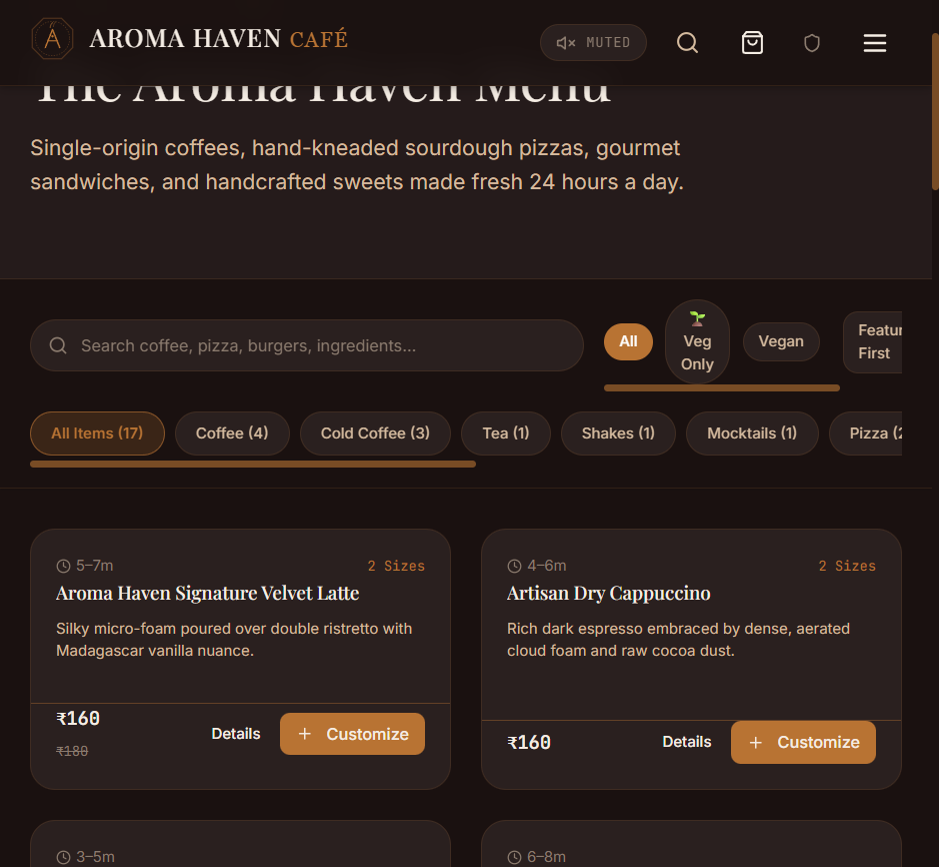 AROMA HAVEN CAFÉ
MUTED
The Aroma Haven Menu
Single-origin coffees, hand-kneaded sourdough pizzas, gourmet
sandwiches, and handcrafted sweets made fresh 24 hours a day.
Search coffee, pizza, burgers, ingredients...
All
Veg
Only
Vegan
Featur
First
All Items (17)
Coffee (4)
Cold Coffee (3)
Tea (1)
Shakes (1)
Mocktails (1)
Pizza (2
5–7m
2 Sizes
Aroma Haven Signature Velvet Latte
Silky micro-foam poured over double ristretto with
Madagascar vanilla nuance.
₹160
₹180
Details
+ Customize
4–6m
2 Sizes
Artisan Dry Cappuccino
Rich dark espresso embraced by dense, aerated
cloud foam and raw cocoa dust.
₹160
Details
+ Customize
3–5m
6–8m